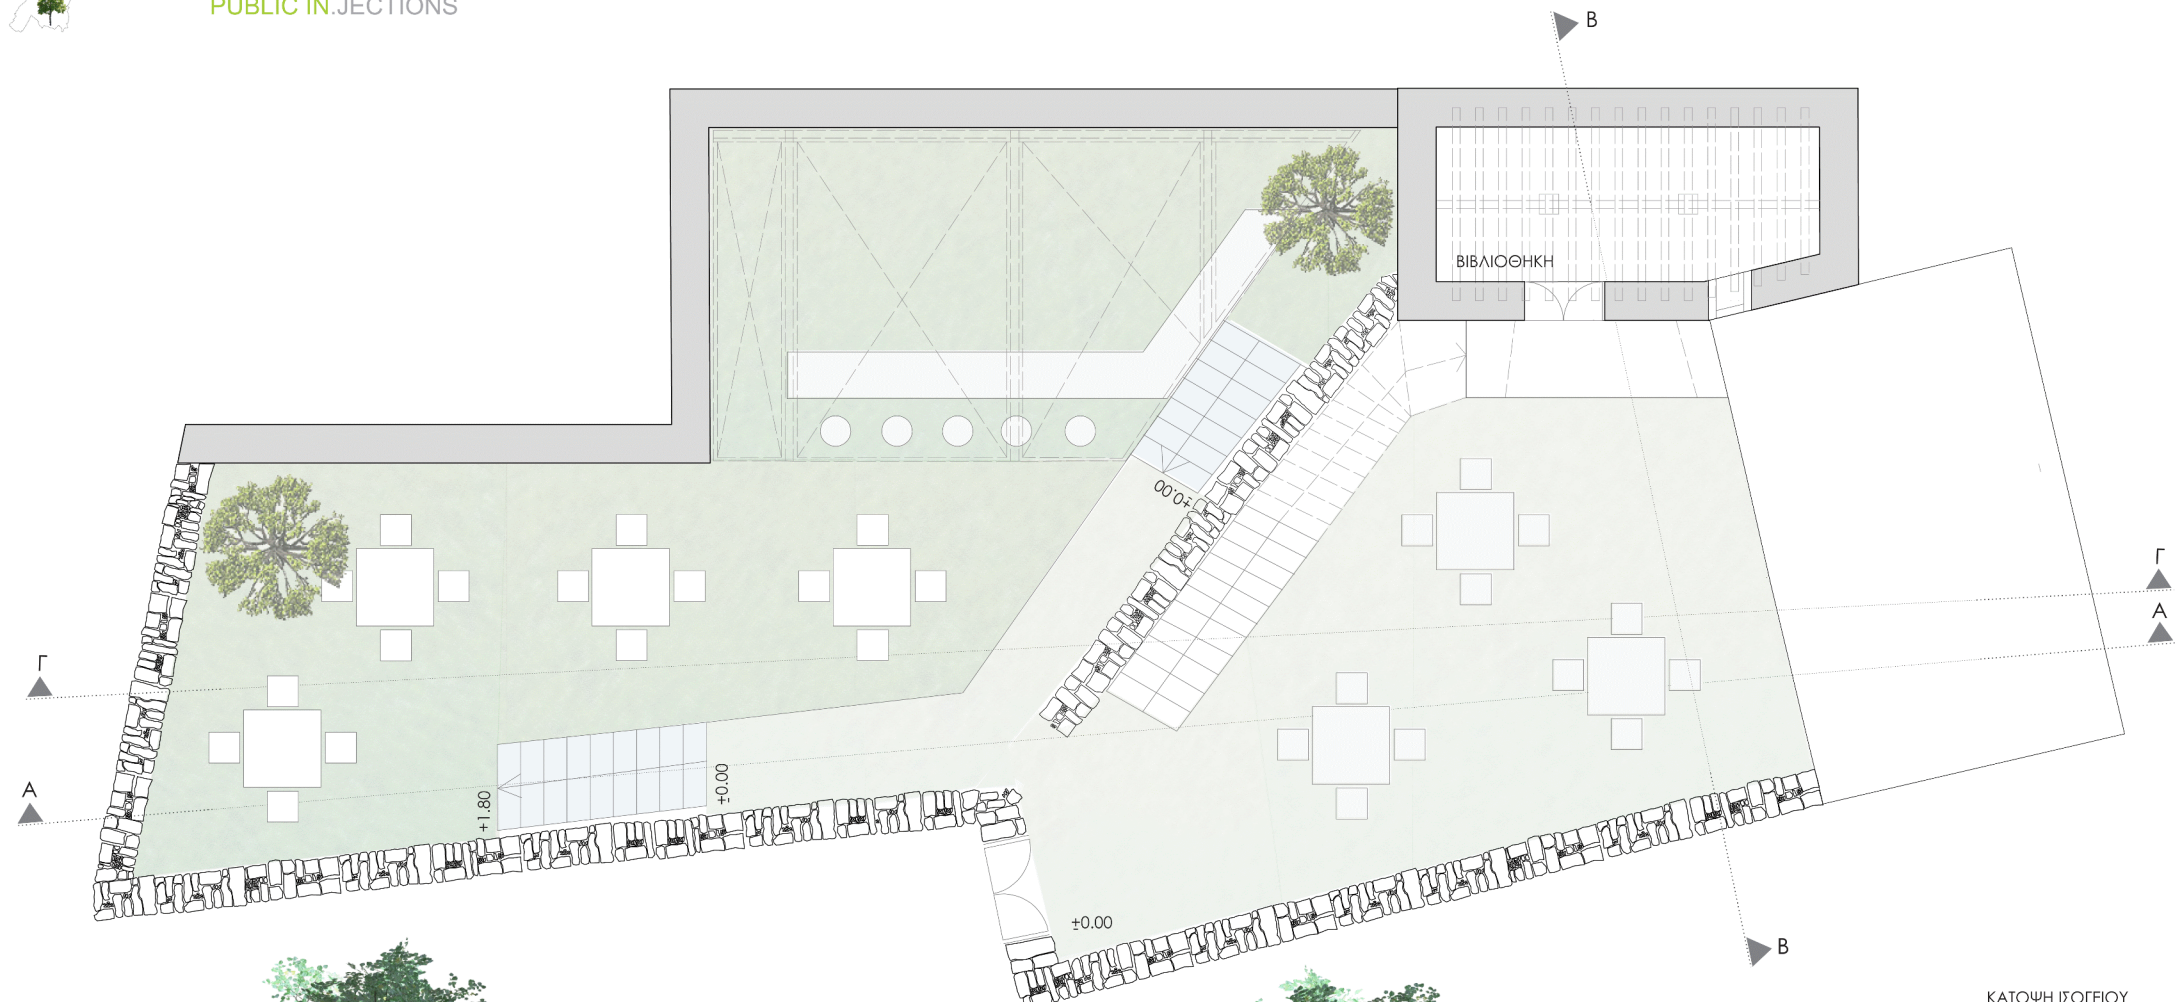 PUBLIC IN.JECTIONS
B
ΒΙΒΛΙΟΘΗΚΗ
±0.00
Γ
Γ
A
A
+1.80
±0.00
±0.00
B
ΚΑΤΟΨΗ ΙΣΟΓΕΙΟΥ